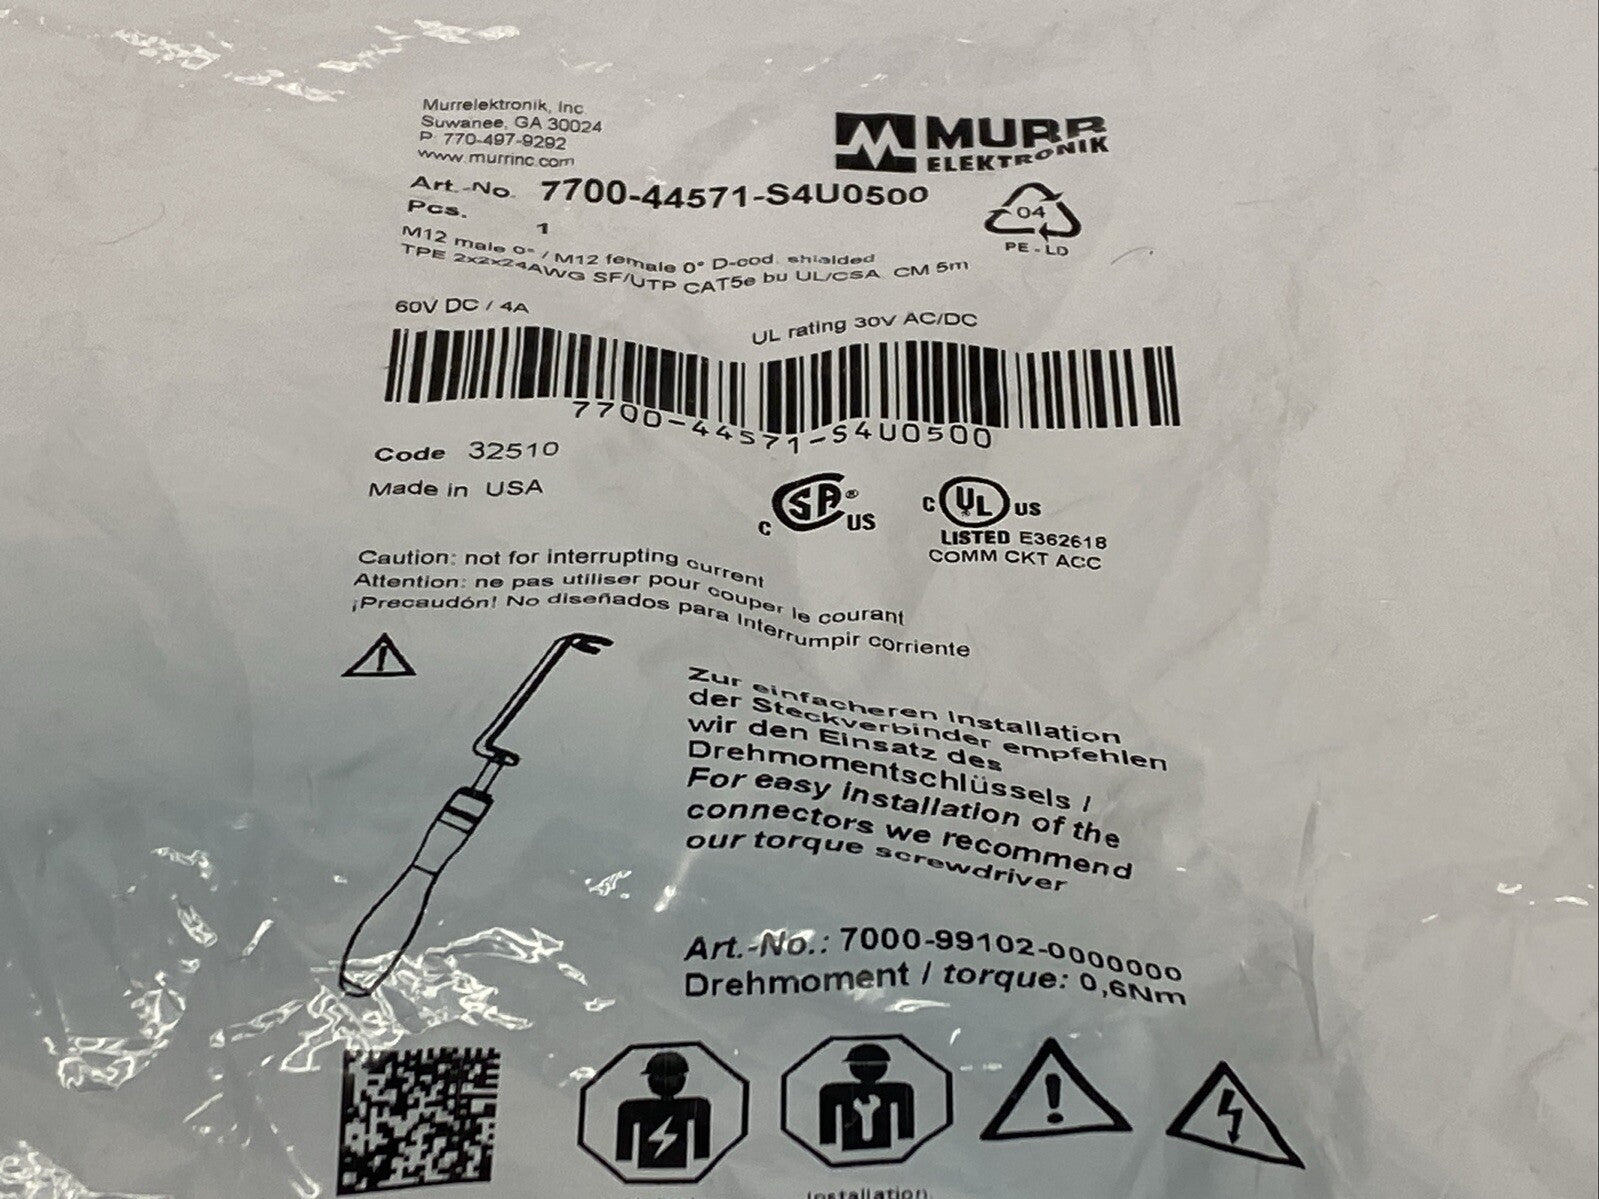 Murrelektronik, Inc.
Suwanee, GA 30024
P: 770-497-9292
www.murrinc.com
MURR
ELEKTRONIK
Art.-No. 7700-44571-S4U0500
Pcs. 1
04
PE-LD
M12 male 0° / M12 female 0° D-cod. shielded
TPE 2x2x24AWG SF/UTP CAT5e bu UL/CSA CM 5m
60V DC / 4A
UL rating 30V AC/DC
7700-44571-S4U0500
Code 32510
Made in USA
C SA® US
C UL® US
LISTED E362618
COMM CKT ACC
Caution: not for interrupting current
Attention: ne pas utiliser pour couper le courant
¡Precaudón! No diseñados para interrumpir corriente
Zur einfacheren Installation
der Steckverbinder empfehlen
wir den Einsatz des
Drehmomentschlüssels /
For easy installation of the
connectors we recommend
our torque screwdriver
Art.-No.: 7000-99102-0000000
Drehmoment / torque: 0,6Nm
Installation